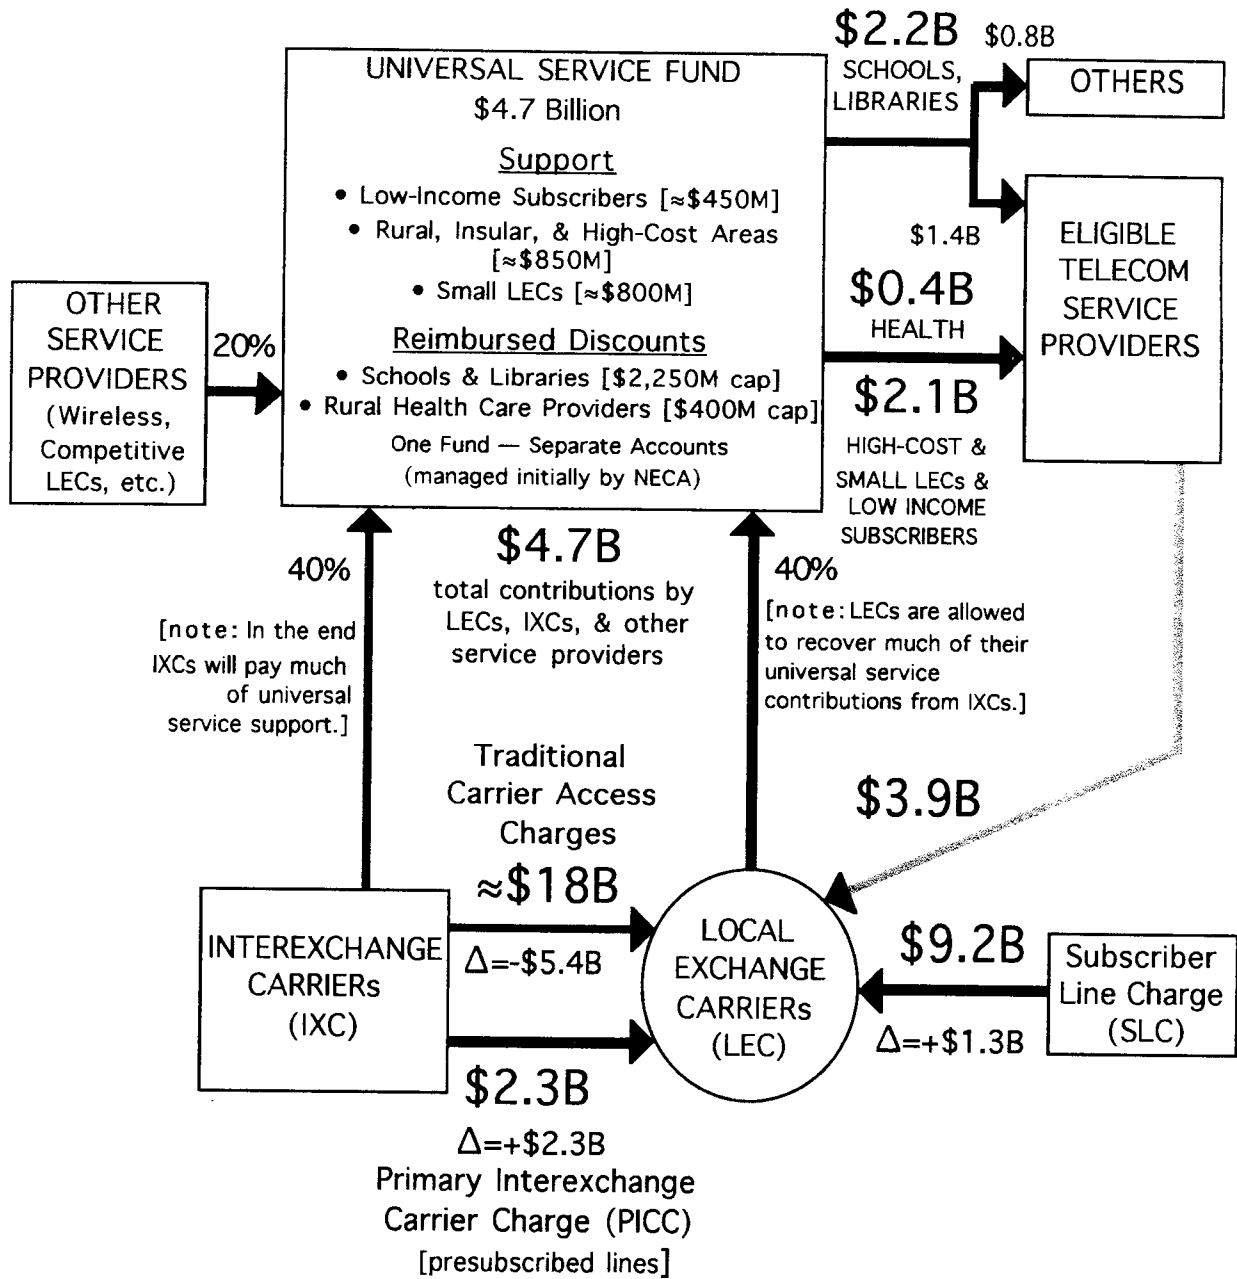 $2.2B
$0.8B
SCHOOLS,
LIBRARIES
OTHERS
UNIVERSAL SERVICE FUND
$4.7 Billion
Support
• Low-Income Subscribers [≈$450M]
• Rural, Insular, & High-Cost Areas
[≈$850M]
• Small LECs [≈$800M]
Reimbursed Discounts
• Schools & Libraries [$2,250M cap]
• Rural Health Care Providers [$400M cap]
One Fund — Separate Accounts
(managed initially by NECA)
$1.4B
$0.4B
HEALTH
$2.1B
HIGH-COST &
SMALL LECs &
LOW INCOME
SUBSCRIBERS
ELIGIBLE
TELECOM
SERVICE
PROVIDERS
OTHER
SERVICE
PROVIDERS
(Wireless,
Competitive
LECs, etc.)
20%
40%
[note: In the end
IXCs will pay much
of universal
service support.]
$4.7B
total contributions by
LECs, IXCs, & other
service providers
40%
[note: LECs are allowed
to recover much of their
universal service
contributions from IXCs.]
Traditional
Carrier Access
Charges
≈$18B
Δ=-$5.4B
$3.9B
INTEREXCHANGE
CARRIERs
(IXC)
LOCAL
EXCHANGE
CARRIERs
(LEC)
$9.2B
Δ=+$1.3B
Subscriber
Line Charge
(SLC)
$2.3B
Δ=+$2.3B
Primary Interexchange
Carrier Charge (PICC)
[presubscribed lines]